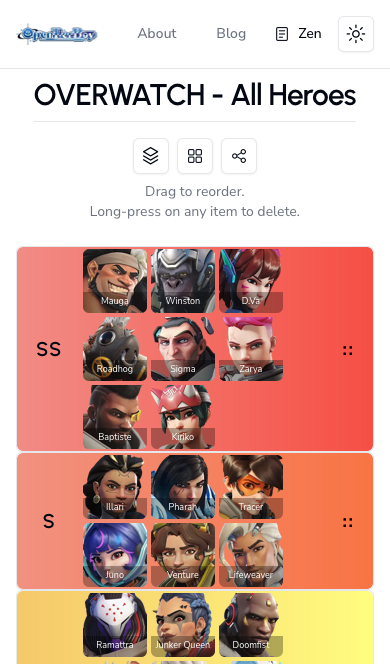 OpenTierBoy
About
Blog
Zen
OVERWATCH - All Heroes
Drag to reorder.
Long-press on any item to delete.
SS
Mauga
Winston
D.Va
Roadhog
Sigma
Zarya
Baptiste
Kiriko
S
Illari
Pharah
Tracer
Juno
Venture
Lifeweaver
Ramattra
Junker Queen
Doomfist